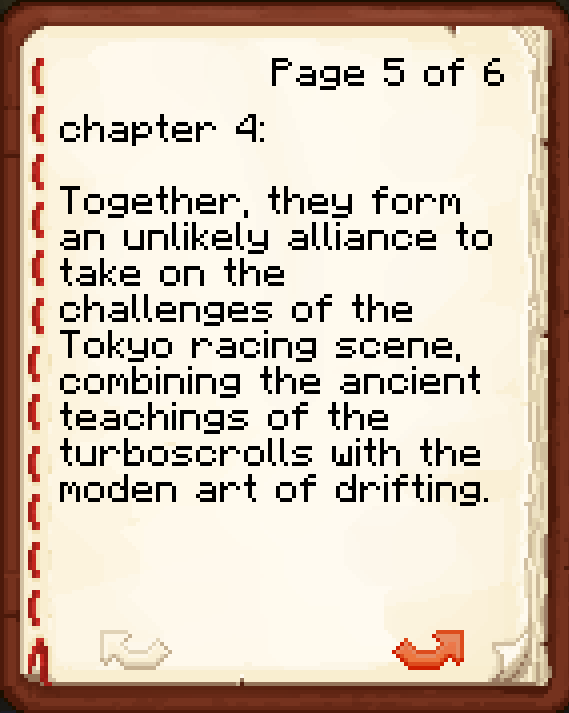 Page 5 of 6
chapter 4:
Together, they form
an unlikely alliance to
take on the
challenges of the
Tokyo racing scene,
combining the ancient
teachings of the
turboscrolls with the
moden art of drifting.